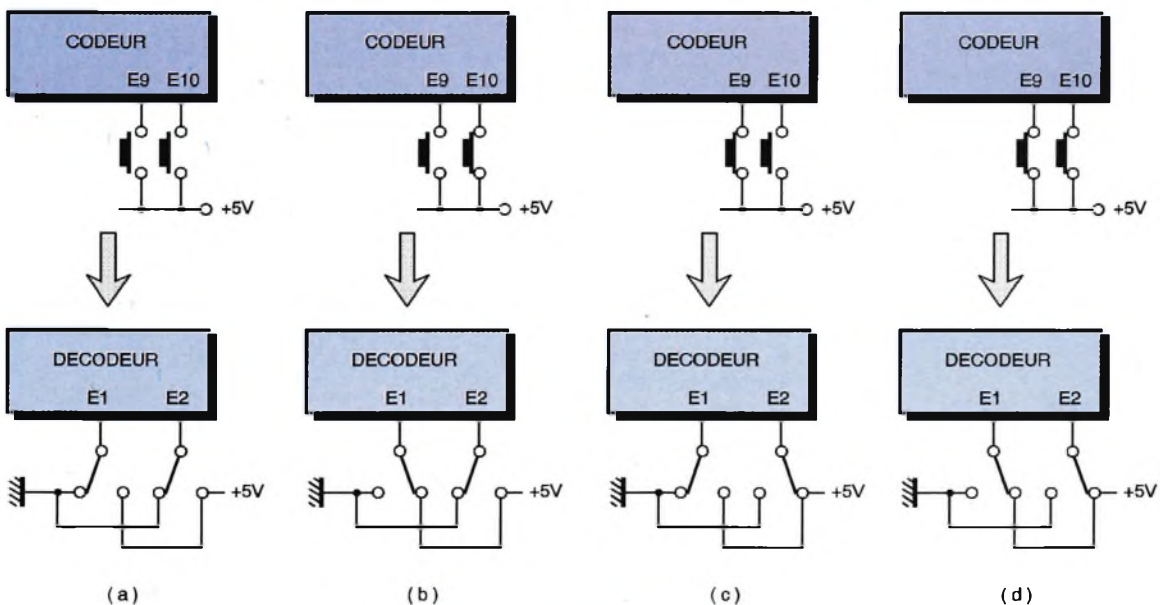 CODEUR CODEUR CODEUR CODEUR
E9 E10 E9 E10 E9 E10 E9 E10
+5V +5V +5V +5V
DECODEUR DECODEUR DECODEUR DECODEUR
E1 E2 E1 E2 E1 E2 E1 E2
+5V +5V +5V +5V
(a) (b) (c) (d)